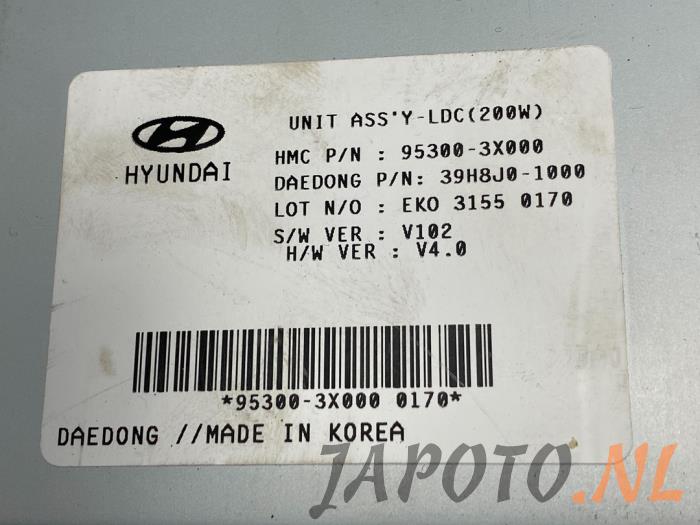 HYUNDAI
UNIT ASS'Y-LDC(200W)
HMC P/N : 95300-3X000
DAEDONG P/N: 39H8J0-1000
LOT N/O : EKO 3155 0170
S/W VER : V102
H/W VER : V4.0
*95300-3X000 0170*
DAEDONG //MADE IN KOREA
JAPOTO.NL